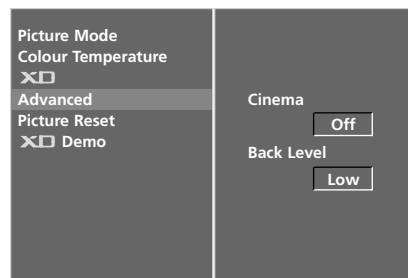 Picture Mode
Colour Temperature
XD
Advanced
Picture Reset
XD Demo
Cinema
Off
Back Level
Low